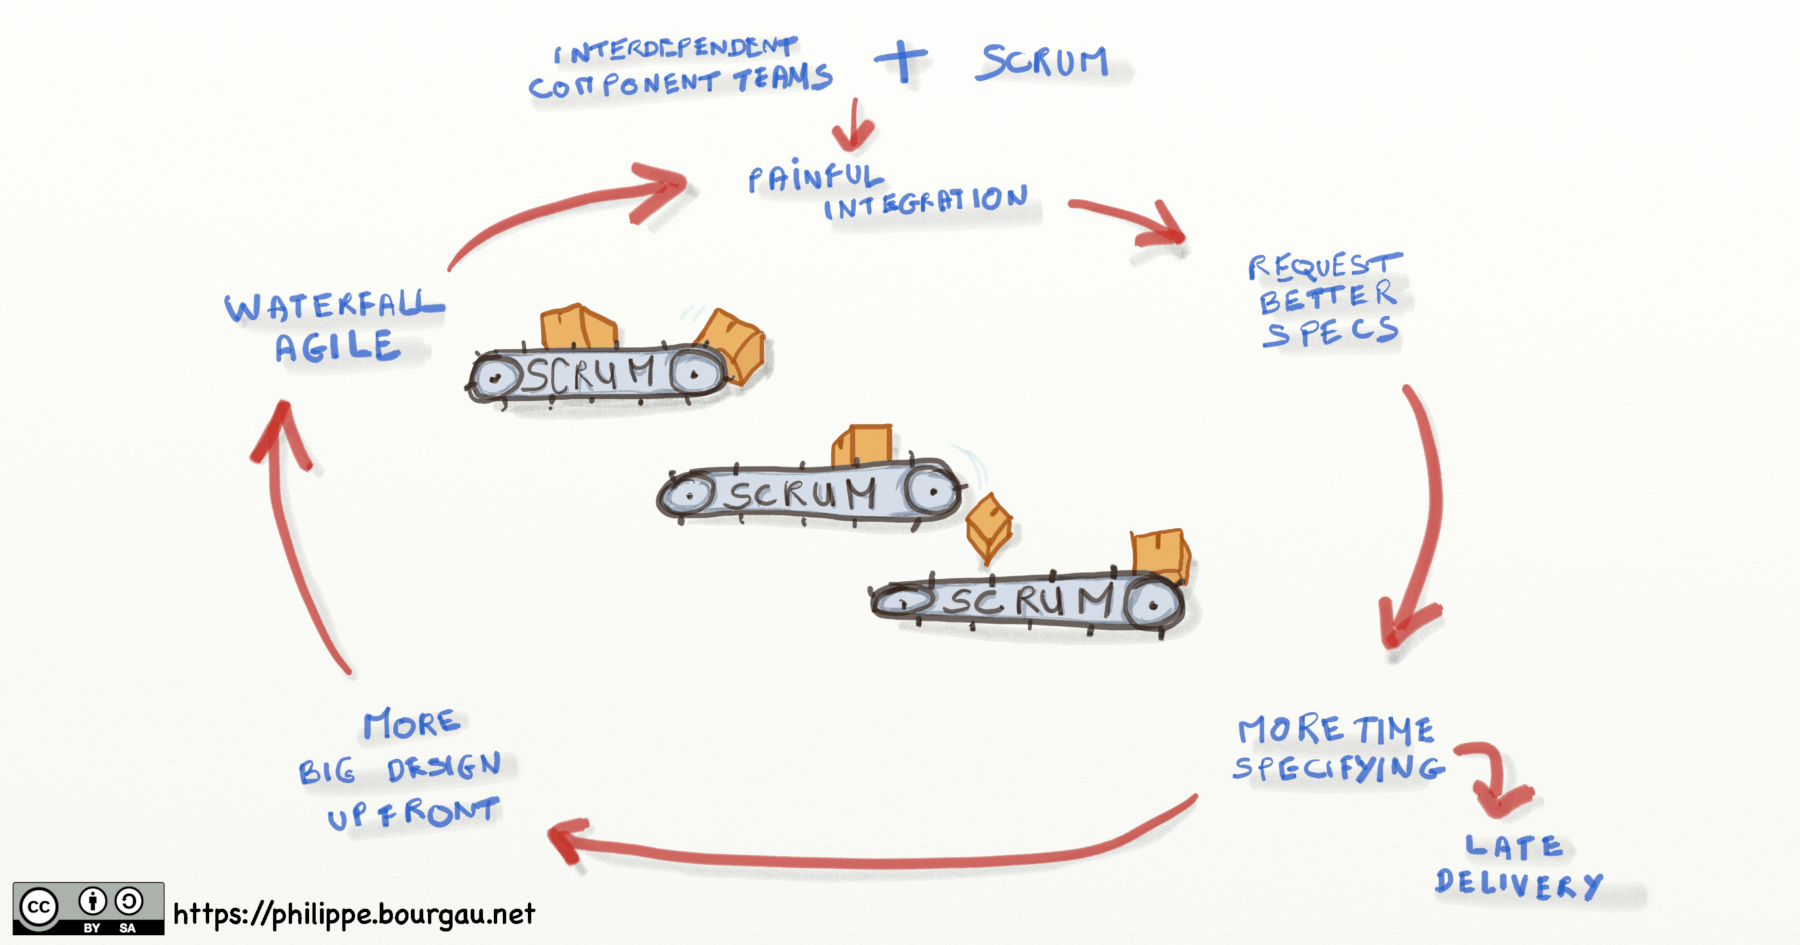 INTERDEPENDENT
COMPONENT TEAMS + SCRUM
PAINFUL
INTEGRATION
REQUEST
BETTER
SPECS
WATERFALL
AGILE
SCRUM
SCRUM
SCRUM
MORE
BIG DESIGN
UP FRONT
MORE TIME
SPECIFYING
LATE
DELIVERY
cc
BY SA
https://philippe.bourgau.net